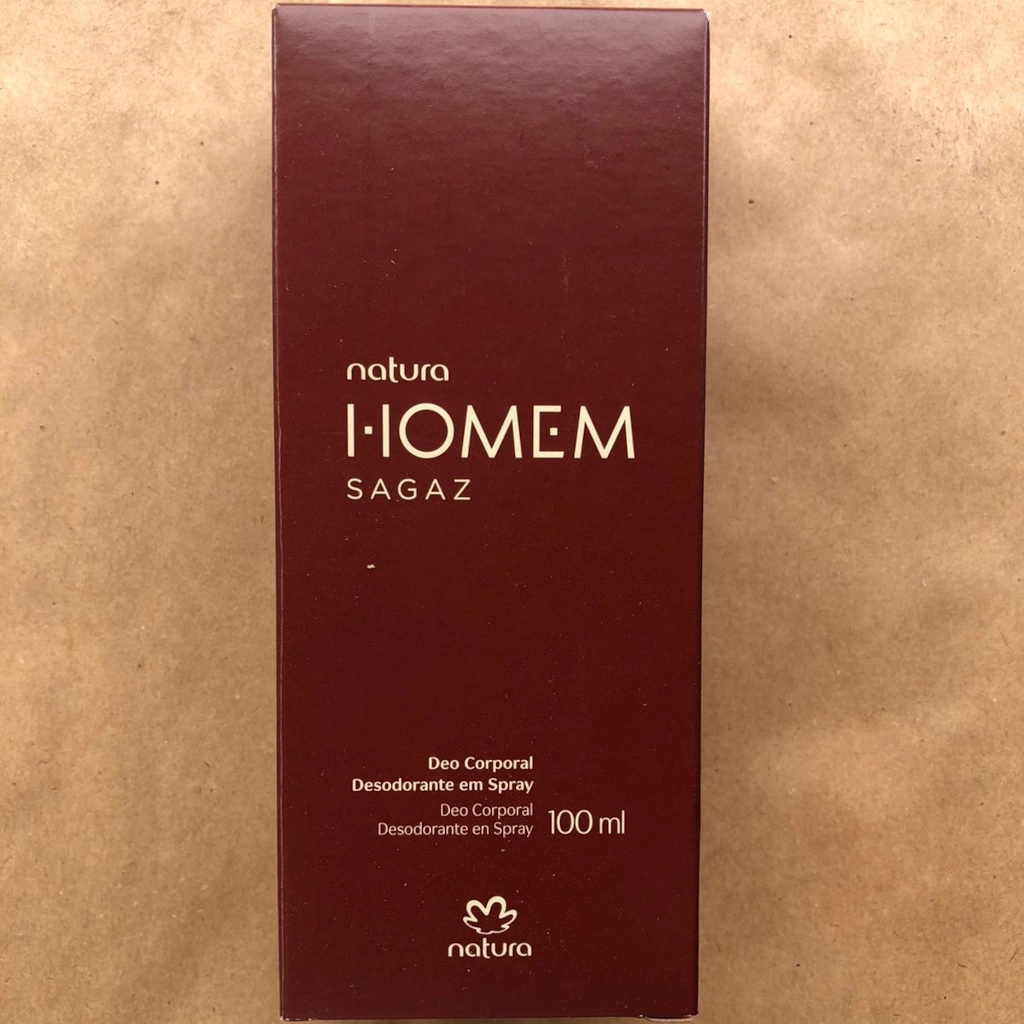 natura
HOMEM
SAGAZ
Deo Corporal
Desodorante em Spray
Deo Corporal
Desodorante en Spray
100 ml
natura